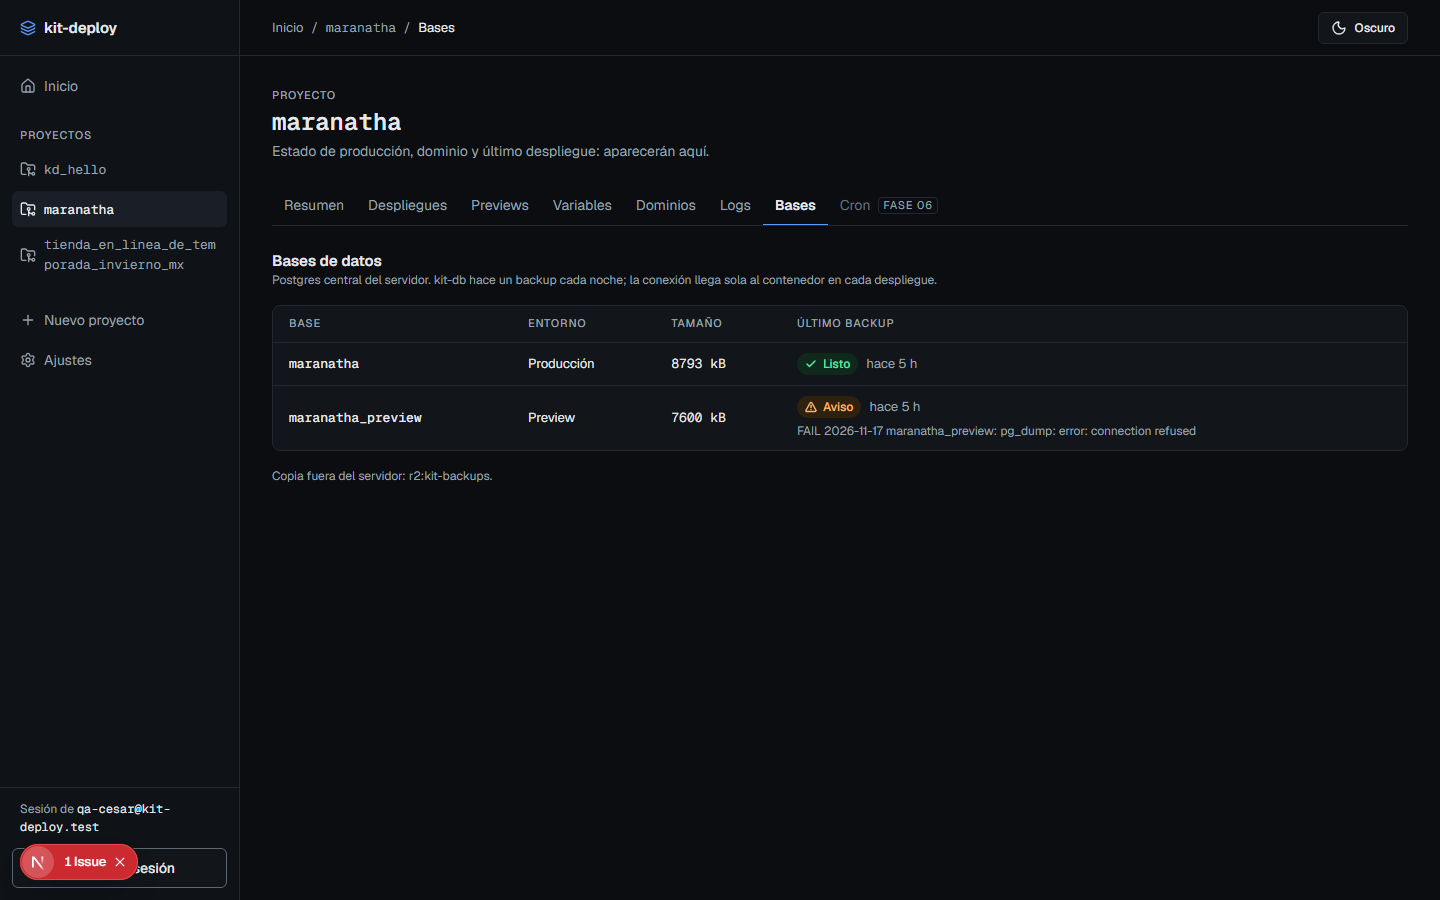 kit-deploy
Inicio / maranatha / Bases
Oscuro
Inicio
PROYECTOS
kd_hello
maranatha
tienda_en_linea_de_tem
porada_invierno_mx
Nuevo proyecto
Ajustes
PROYECTO
maranatha
Estado de producción, dominio y último despliegue: aparecerán aquí.
Resumen Despliegues Previews Variables Dominios Logs Bases Cron FASE 06
Bases de datos
Postgres central del servidor. kit-db hace un backup cada noche; la conexión llega sola al contenedor en cada despliegue.
BASE ENTORNO TAMAÑO ÚLTIMO BACKUP
maranatha Producción 8793 kB Listo hace 5 h
maranatha_preview Preview 7600 kB Aviso hace 5 h
FAIL 2026-11-17 maranatha_preview: pg_dump: error: connection refused
Copia fuera del servidor: r2:kit-backups.
Sesión de qa-cesar@kit-
deploy.test
N 1 Issue sesión